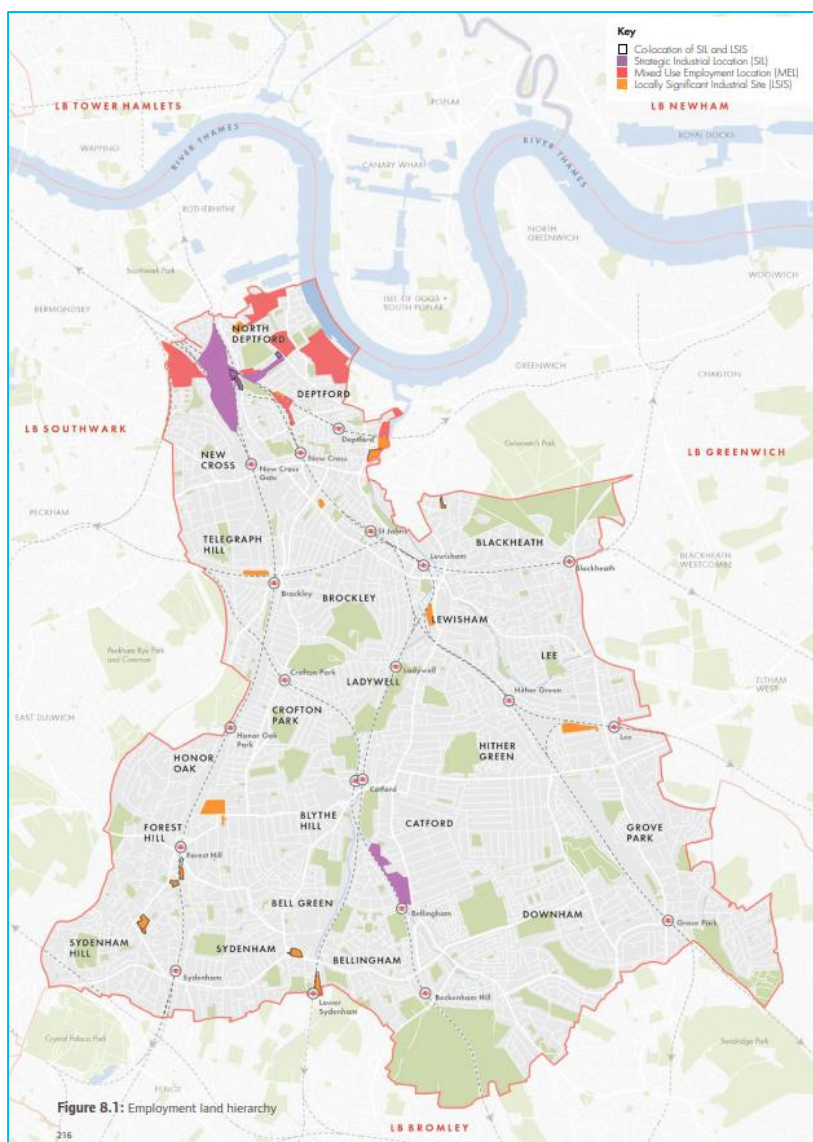 Key
Co-location of SIL and LSIS
Strategic Industrial Location (SIL)
Mixed Use Employment Location (MEL)
Locally Significant Industrial Site (LSIS)
LB TOWER HAMLETS
POPLAR
LB NEWHAM
WAPPING
RIVER THAMES
CANARY WHARF
RIVER THAMES
ROYAL DOCKS
ROTHERHITHE
NORTH
GREENWICH
Southwark Park
WOOLWICH
BERMONDSEY
ISLE OF DOGS +
SOUTH POPLAR
NORTH
DEPTFORD
GREENWICH
CHARLTON
DEPTFORD
LB SOUTHWARK
Deptford
Greenwich Park
LB GREENWICH
NEW
CROSS
New Cross
New Cross
Gate
PECKHAM
St Johns
TELEGRAPH
HILL
BLACKHEATH
Lewisham
Blackheath
BLACKHEATH
WESTCOMBE
Brockley
BROCKLEY
LEWISHAM
Peckham Rye Park
and Common
LEE
Ladywell
LADYWELL
Crofton Park
Hither Green
ELTHAM
WEST
EAST DULWICH
CROFTON
PARK
Honor Oak
Park
Lee
HONOR
OAK
HITHER
GREEN
Catford
BLYTHE
HILL
CATFORD
FOREST
HILL
Forest Hill
GROVE
PARK
BELL GREEN
Bellingham
DOWNHAM
Grove Park
SYDENHAM
HILL
SYDENHAM
BELLINGHAM
Sydenham
Lower
Sydenham
Beckenham Hill
Crystal Palace Park
Sundridge Park
PENGE
Figure 8.1: Employment land hierarchy
LB BROMLEY
216